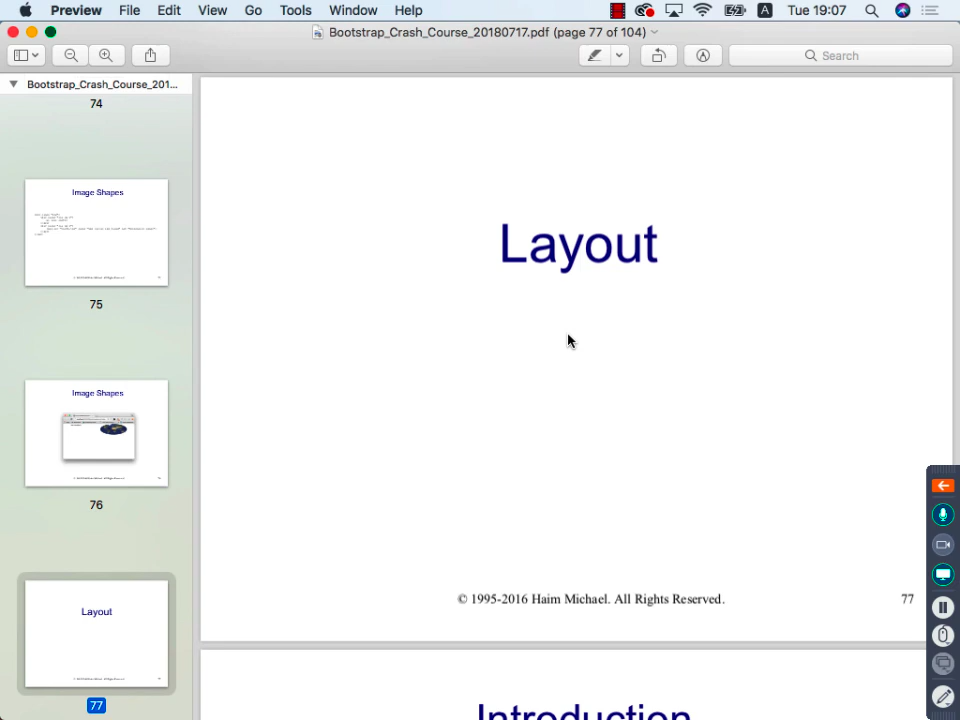 Preview File Edit View Go Tools Window Help A Tue 19:07
Bootstrap_Crash_Course_20180717.pdf (page 77 of 104)
Search
Bootstrap_Crash_Course_201...
74
Image Shapes
75
Image Shapes
76
Layout
77
Layout
© 1995-2016 Haim Michael. All Rights Reserved.
77
Introduction